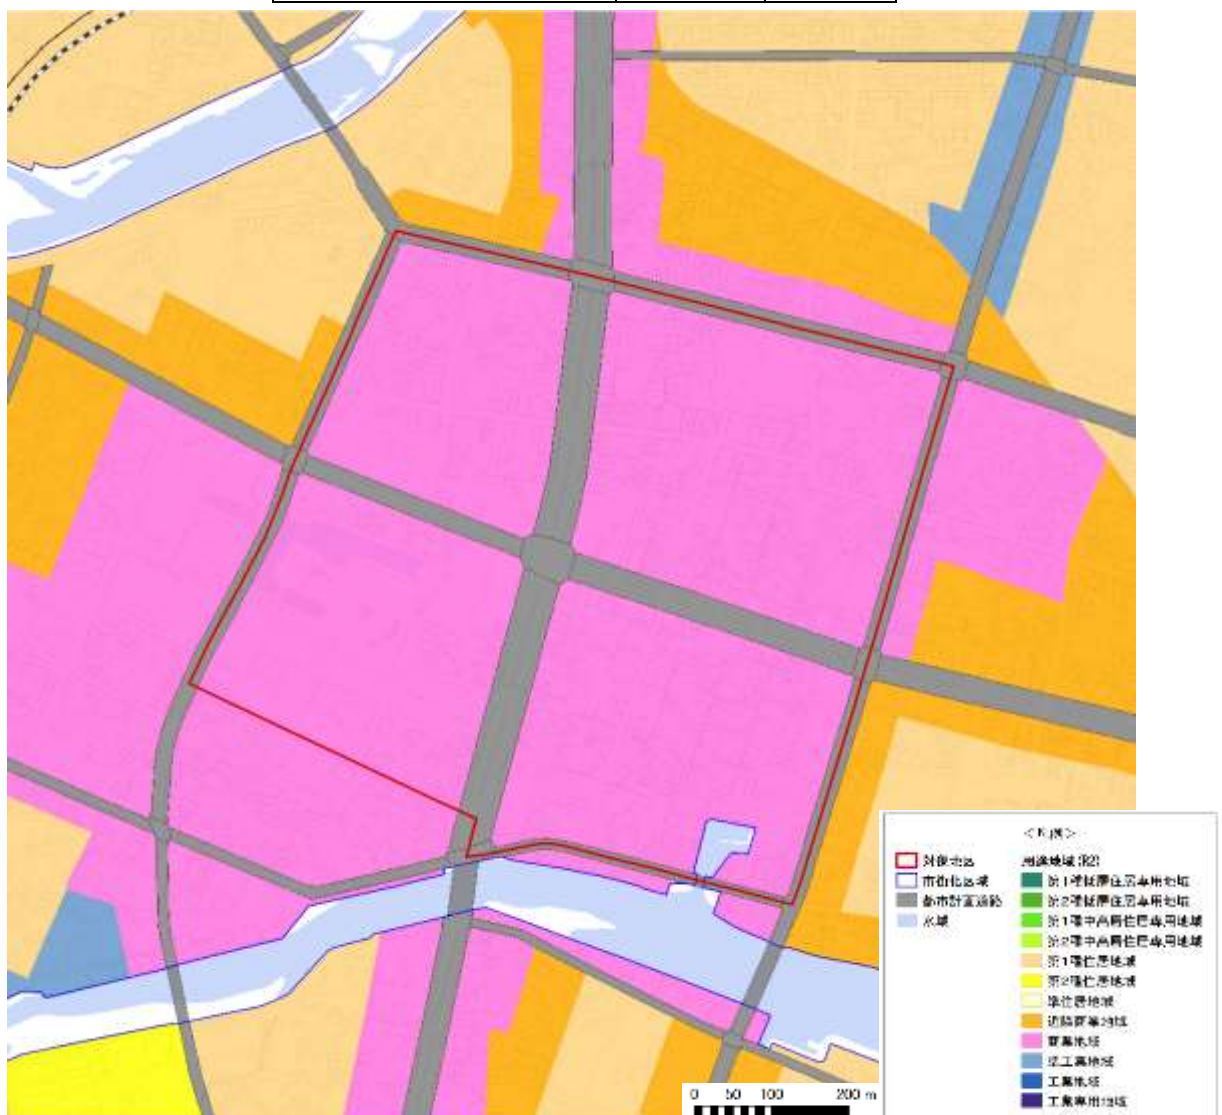 0 50 100 200 m
＜凡例＞
対象地区
市街化区域
都市計画道路
水域
用途地域(R2)
第1種低層住居専用地域
第2種低層住居専用地域
第1種中高層住居専用地域
第2種中高層住居専用地域
第1種住居地域
第2種住居地域
準住居地域
近隣商業地域
商業地域
準工業地域
工業地域
工業専用地域